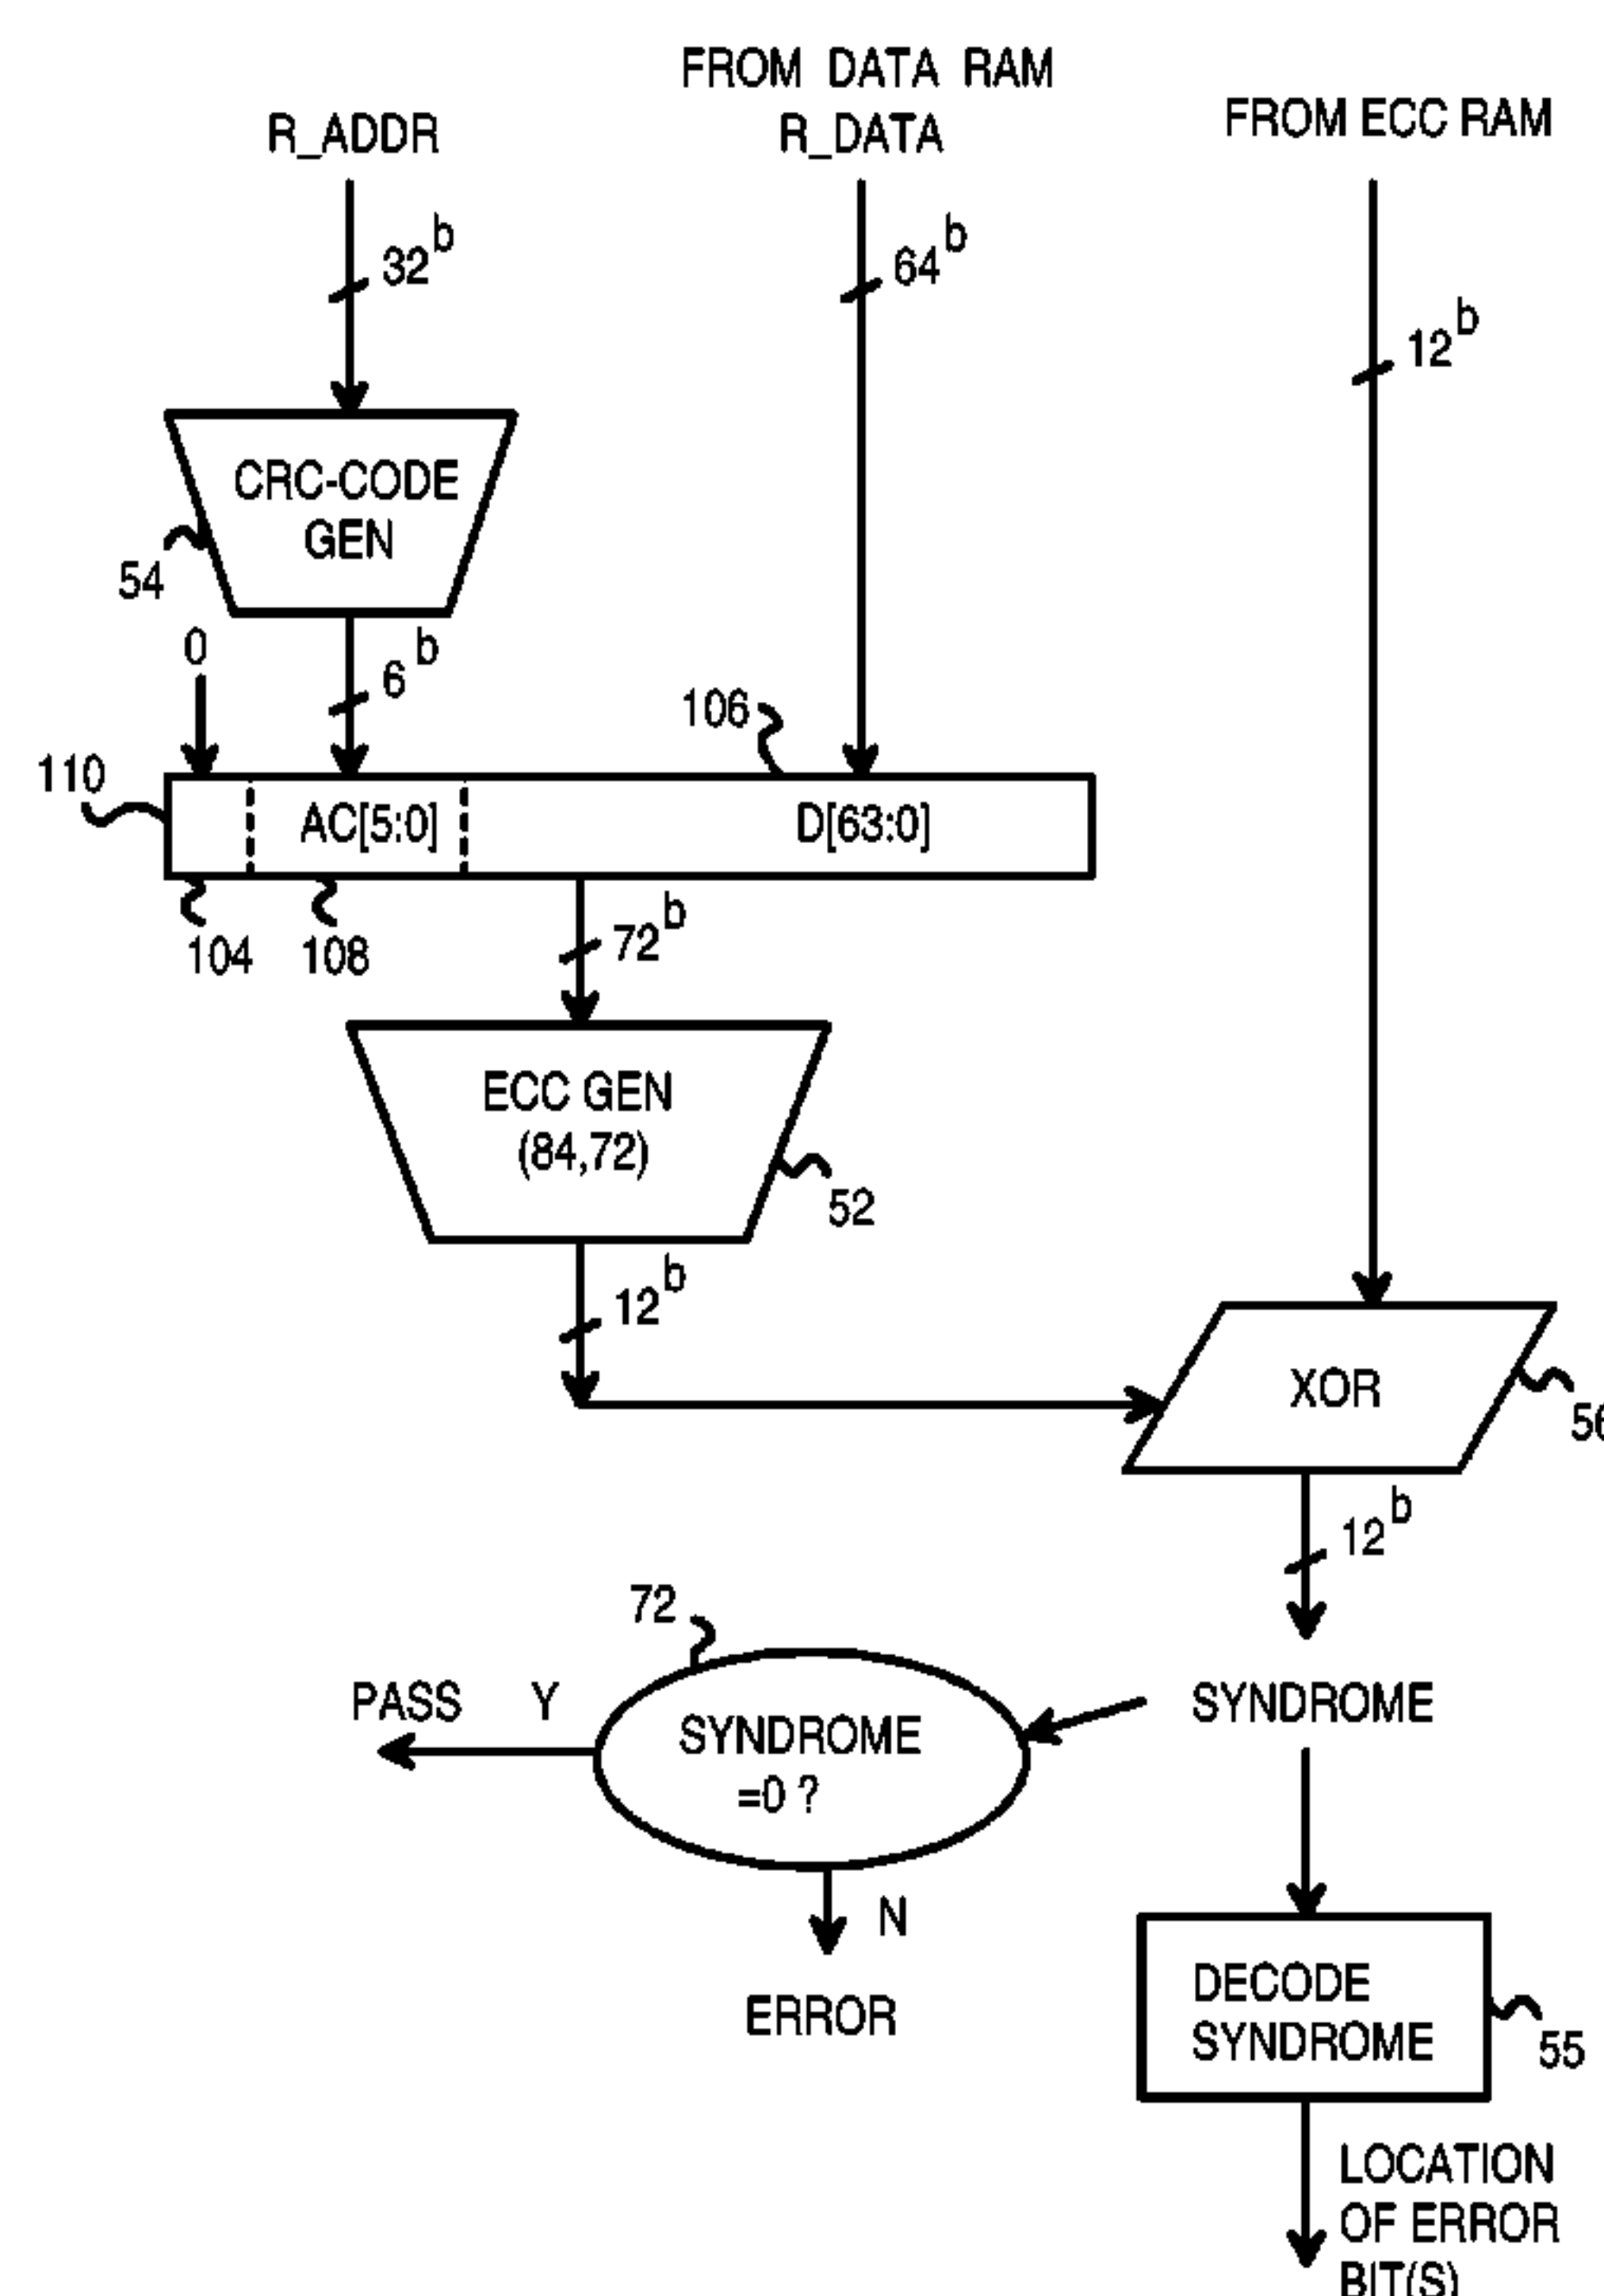 FROM DATA RAM
R_ADDR
R_DATA
FROM ECC RAM
32b
64b
12b
CRC-CODE
GEN
54
0
6b
106
110
AC[5:0]
D[63:0]
104
108
72b
ECC GEN
(84,72)
52
12b
XOR
12b
72
PASS
Y
SYNDROME
=0 ?
SYNDROME
N
ERROR
DECODE
SYNDROME
55
LOCATION
OF ERROR
BIT(S)